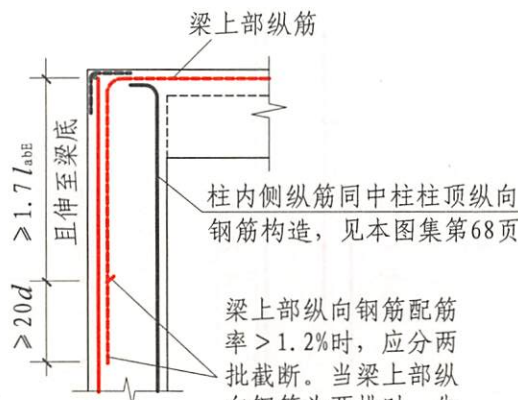 梁上部纵筋
≥1.7labE
且伸至梁底
≥20d
柱内侧纵筋同中柱柱顶纵向
钢筋构造，见本图集第68页
梁上部纵向钢筋配筋
率＞1.2%时，应分两
批截断。当梁上部纵